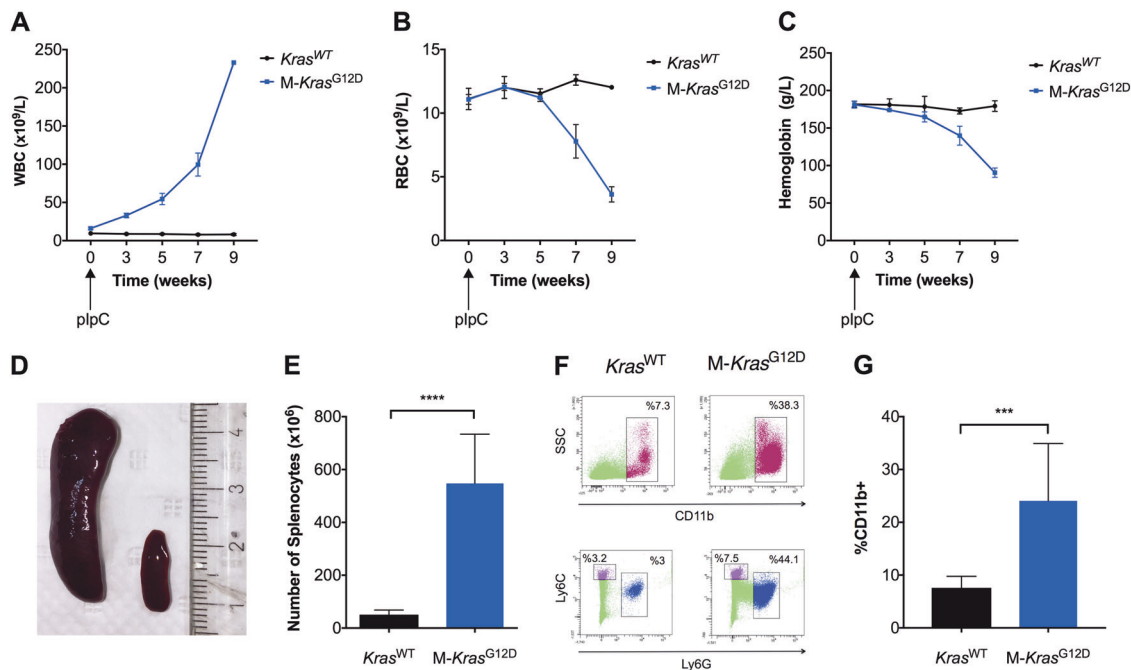 A
WBC (x10⁹/L)
250
200
150
100
50
0
Kras^WT
M-Kras^G12D
0 3 5 7 9
Time (weeks)
pIpC
B
RBC (x10⁹/L)
15
10
5
0
Kras^WT
M-Kras^G12D
0 3 5 7 9
Time (weeks)
pIpC
C
Hemoglobin (g/L)
250
200
150
100
50
0
Kras^WT
M-Kras^G12D
0 3 5 7 9
Time (weeks)
pIpC
D
4
3
2
1
E
Number of Splenocytes (x10⁶)
800
600
400
200
0
****
Kras^WT M-Kras^G12D
F
Kras^WT M-Kras^G12D
SSC
%7.3 %38.3
CD11b
Ly6C
%3.2 %3
%7.5 %44.1
Ly6G
G
%CD11b+
40
30
20
10
0
***
Kras^WT M-Kras^G12D